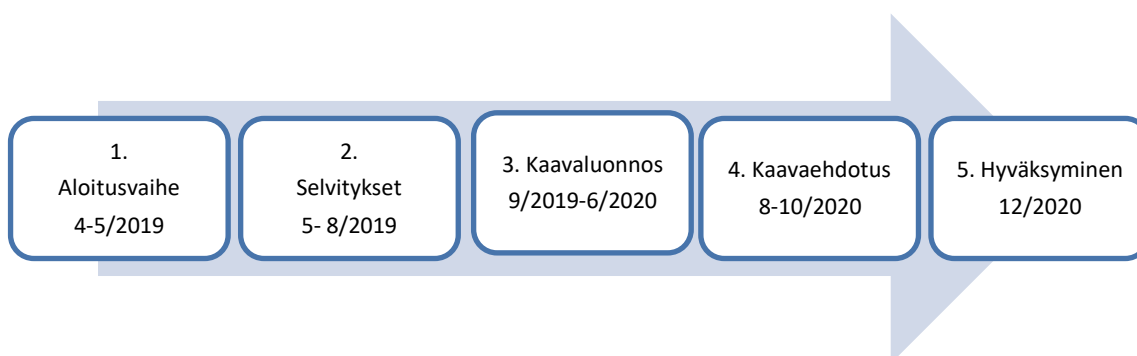 1.
Aloitusvaihe
4-5/2019
2.
Selvitykset
5- 8/2019
3. Kaavaluonnos
9/2019-6/2020
4. Kaavaehdotus
8-10/2020
5. Hyväksyminen
12/2020